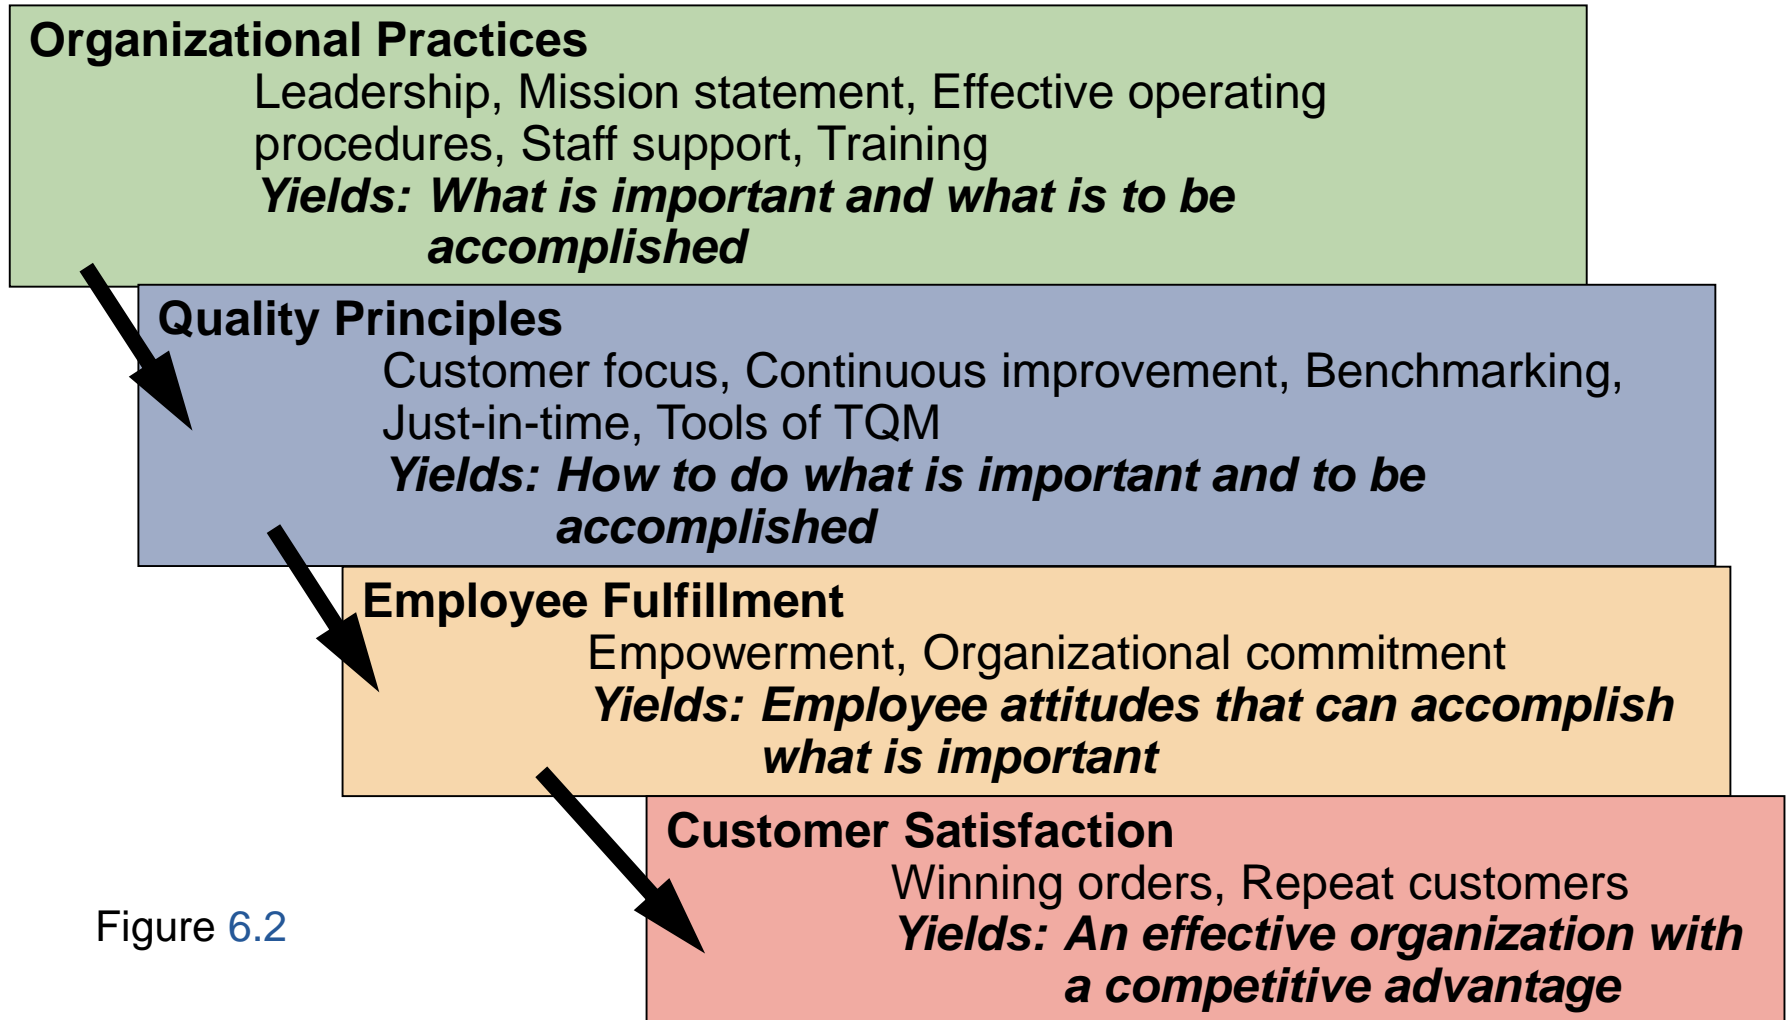 Organizational Practices
Leadership, Mission statement, Effective operating
procedures, Staff support, Training
Yields: What is important and what is to be
accomplished
Quality Principles
Customer focus, Continuous improvement, Benchmarking,
Just-in-time, Tools of TQM
Yields: How to do what is important and to be
accomplished
Employee Fulfillment
Empowerment, Organizational commitment
Yields: Employee attitudes that can accomplish
what is important
Customer Satisfaction
Winning orders, Repeat customers
Yields: An effective organization with
a competitive advantage
Figure 6.2